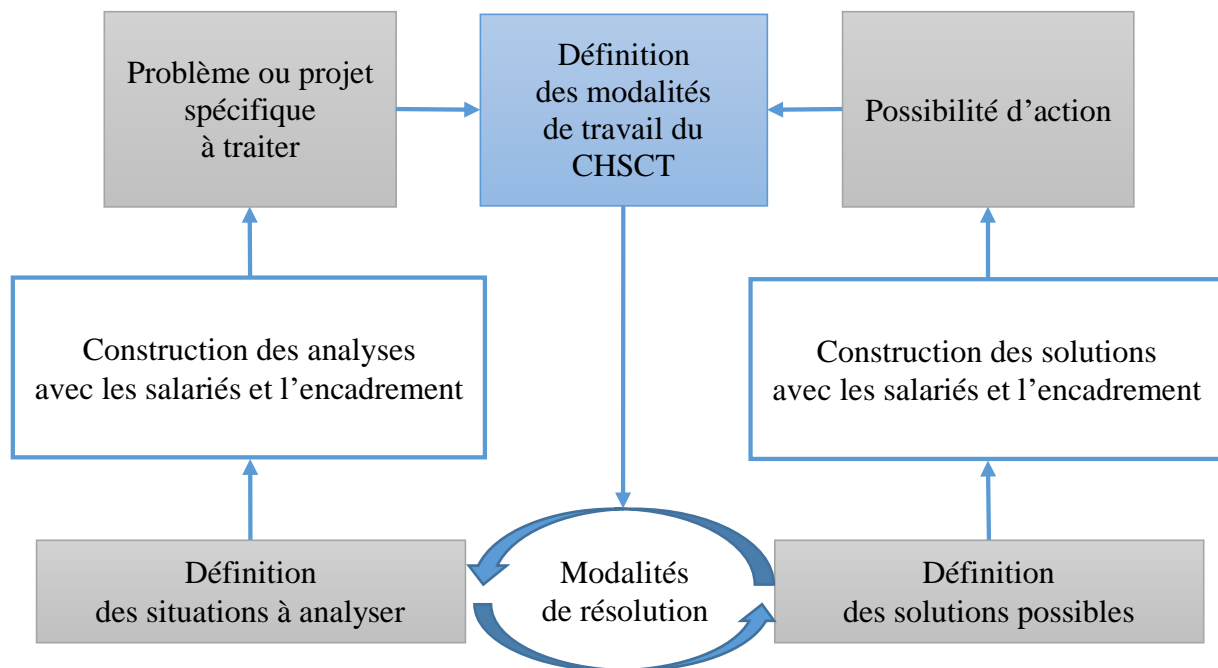 Problème ou projet
spécifique
à traiter
Définition
des modalités
de travail du
CHSCT
Possibilité d’action
Construction des analyses
avec les salariés et l’encadrement
Construction des solutions
avec les salariés et l’encadrement
Définition
des situations à analyser
Modalités
de résolution
Définition
des solutions possibles